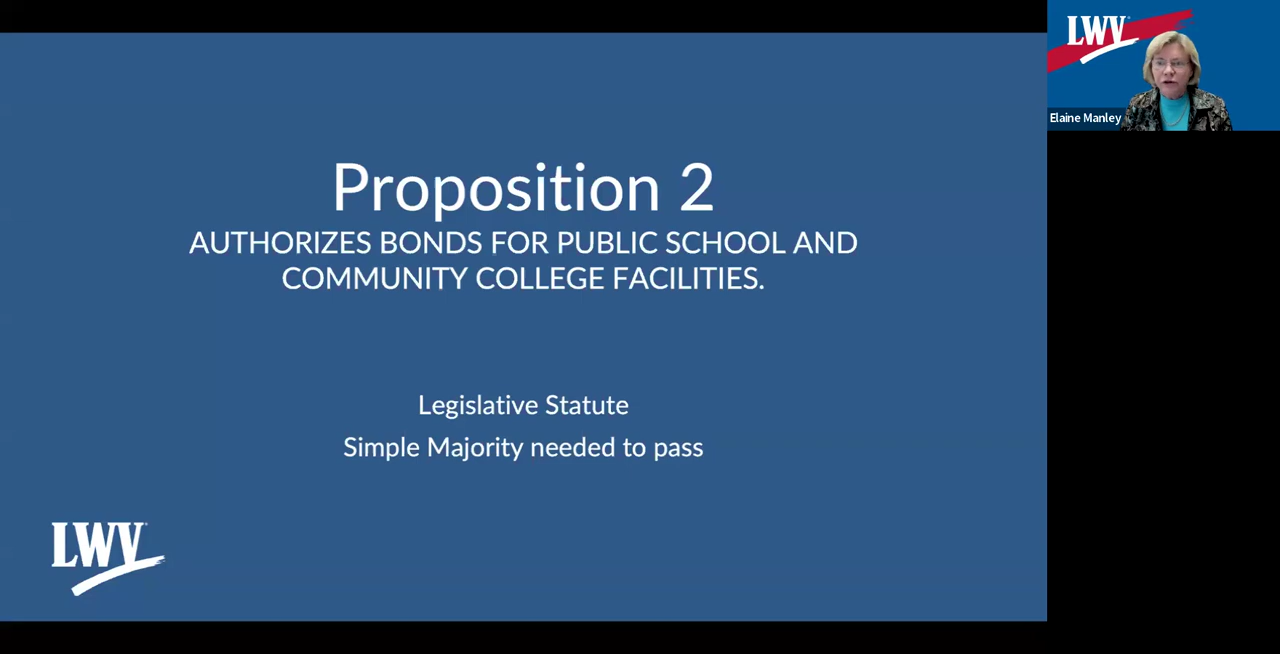 Proposition 2
AUTHORIZES BONDS FOR PUBLIC SCHOOL AND
COMMUNITY COLLEGE FACILITIES.
Legislative Statute
Simple Majority needed to pass
LWV
LWV
Elaine Manley